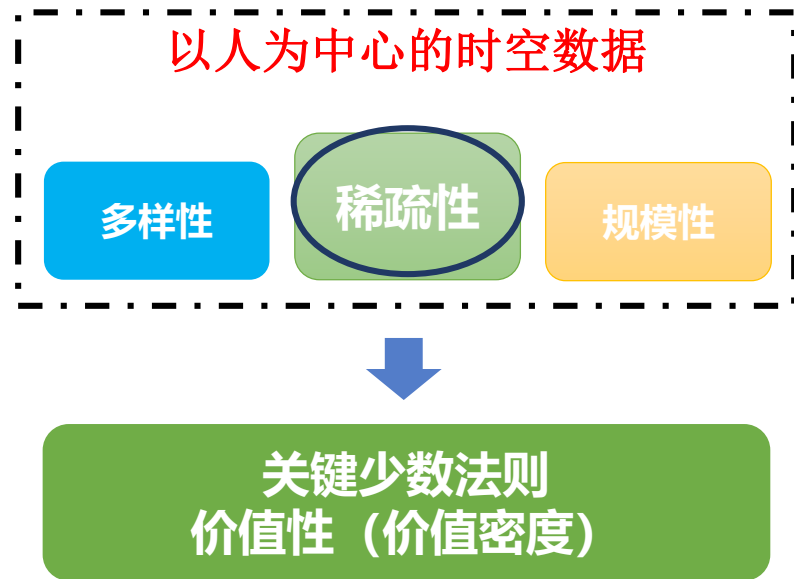 以人为中心的时空数据
多样性
稀疏性
规模性
关键少数法则
价值性（价值密度）